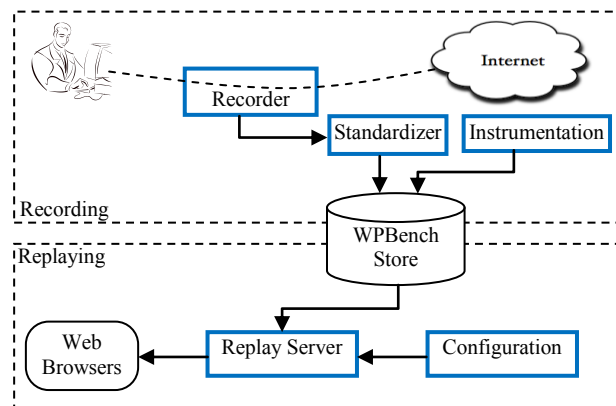 Internet
Recorder
Standardizer
Instrumentation
Recording
WPBench
Store
Replaying
Web
Browsers
Replay Server
Configuration